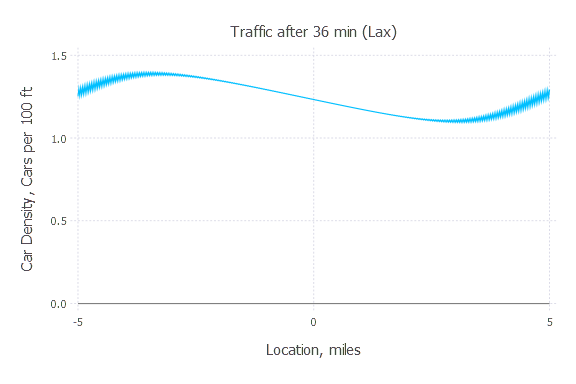 Traffic after 36 min (Lax)
Car Density, Cars per 100 ft
1.5
1.0
0.5
0.0
-5
0
5
Location, miles